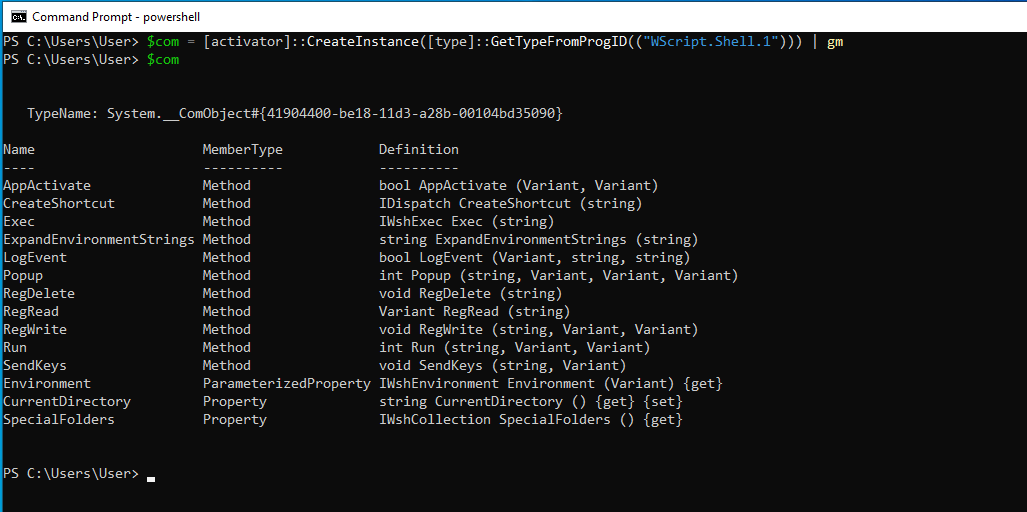 Command Prompt - powershell
PS C:\Users\User> $com = [activator]::CreateInstance([type]::GetTypeFromProgID(("WScript.Shell.1"))) | gm
PS C:\Users\User> $com
TypeName: System.__ComObject#{41904400-be18-11d3-a28b-00104bd35090}
Name MemberType Definition
---- ---------- ----------
AppActivate Method bool AppActivate (Variant, Variant)
CreateShortcut Method IDispatch CreateShortcut (string)
Exec Method IWshExec Exec (string)
ExpandEnvironmentStrings Method string ExpandEnvironmentStrings (string)
LogEvent Method bool LogEvent (Variant, string, string)
Popup Method int Popup (string, Variant, Variant, Variant)
RegDelete Method void RegDelete (string)
RegRead Method Variant RegRead (string)
RegWrite Method void RegWrite (string, Variant, Variant)
Run Method int Run (string, Variant, Variant)
SendKeys Method void SendKeys (string, Variant)
Environment ParameterizedProperty IWshEnvironment Environment (Variant) {get}
CurrentDirectory Property string CurrentDirectory () {get} {set}
SpecialFolders Property IWshCollection SpecialFolders () {get}
PS C:\Users\User>